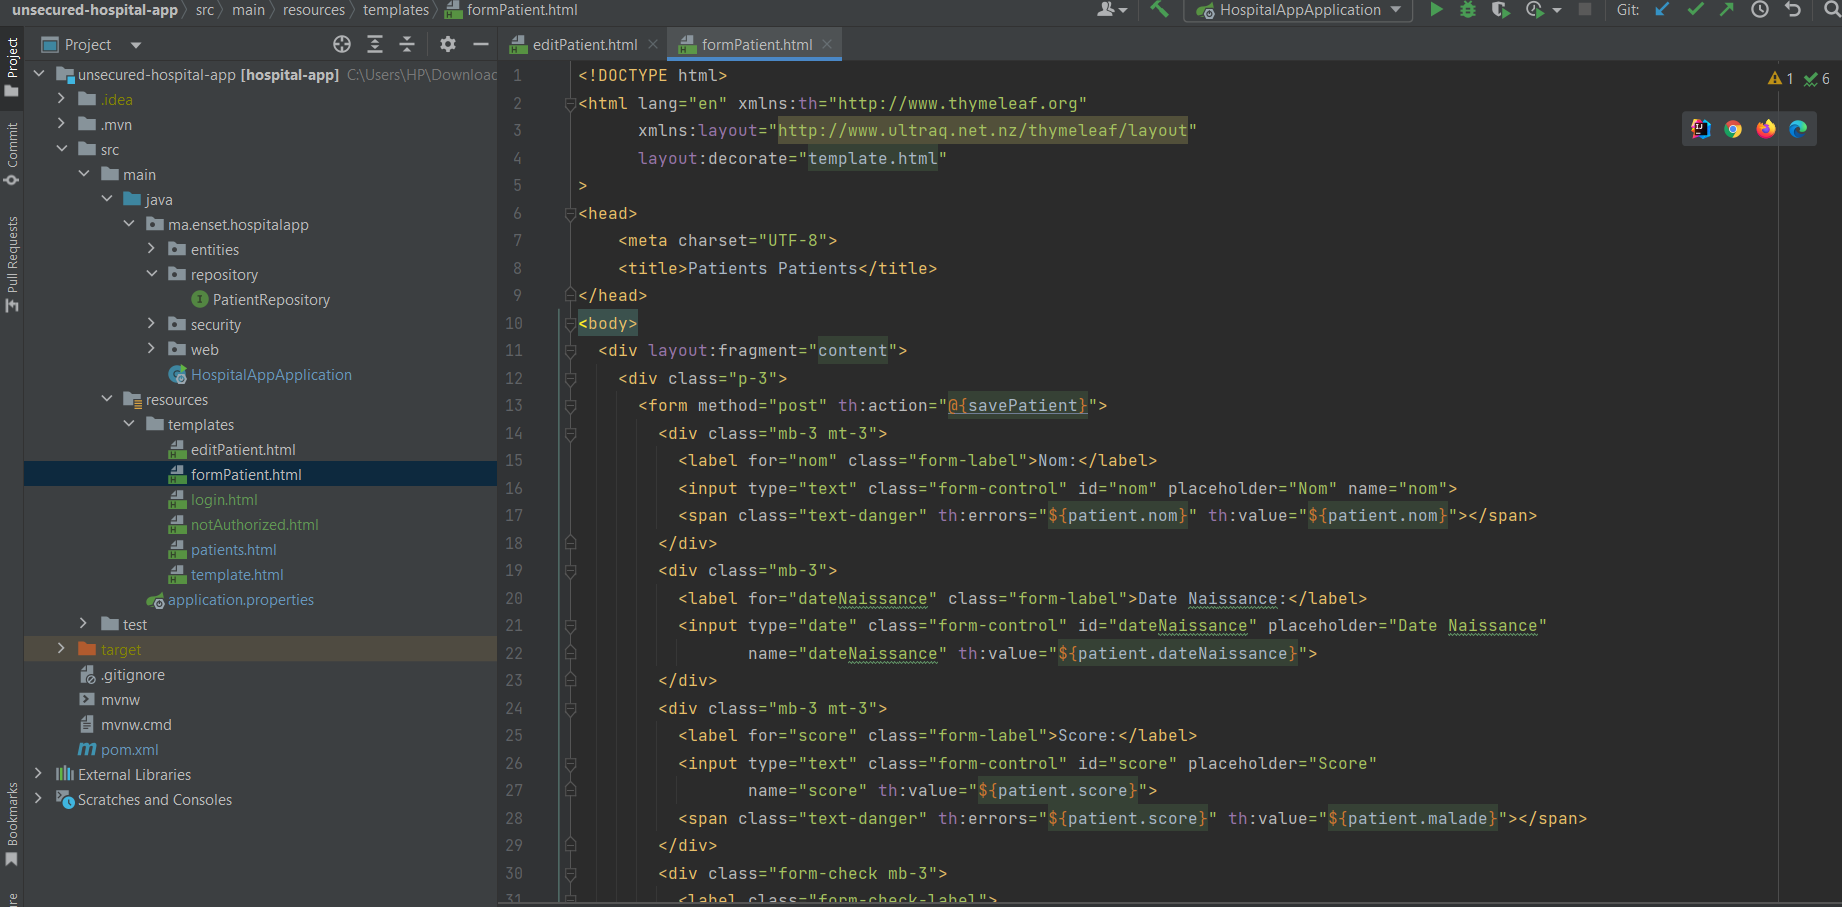 unsecured-hospital-app src main resources templates formPatient.html
HospitalAppApplication Git:
Project
editPatient.html formPatient.html
Project
Commit
Pull Requests
Bookmarks
unsecured-hospital-app [hospital-app] C:\Users\HP\Downloac
.idea
.mvn
src
main
java
ma.enset.hospitalapp
entities
repository
PatientRepository
security
web
HospitalAppApplication
resources
templates
editPatient.html
formPatient.html
login.html
notAuthorized.html
patients.html
template.html
application.properties
test
target
.gitignore
mvnw
mvnw.cmd
pom.xml
External Libraries
Scratches and Consoles
1 6
1 <!DOCTYPE html>
2 <html lang="en" xmlns:th="http://www.thymeleaf.org"
3 xmlns:layout="http://www.ultraq.net.nz/thymeleaf/layout"
4 layout:decorate="template.html"
5 >
6 <head>
7 <meta charset="UTF-8">
8 <title>Patients Patients</title>
9 </head>
10 <body>
11 <div layout:fragment="content">
12 <div class="p-3">
13 <form method="post" th:action="@{savePatient}">
14 <div class="mb-3 mt-3">
15 <label for="nom" class="form-label">Nom:</label>
16 <input type="text" class="form-control" id="nom" placeholder="Nom" name="nom">
17 <span class="text-danger" th:errors="${patient.nom}" th:value="${patient.nom}"></span>
18 </div>
19 <div class="mb-3">
20 <label for="dateNaissance" class="form-label">Date Naissance:</label>
21 <input type="date" class="form-control" id="dateNaissance" placeholder="Date Naissance"
22 name="dateNaissance" th:value="${patient.dateNaissance}">
23 </div>
24 <div class="mb-3 mt-3">
25 <label for="score" class="form-label">Score:</label>
26 <input type="text" class="form-control" id="score" placeholder="Score"
27 name="score" th:value="${patient.score}">
28 <span class="text-danger" th:errors="${patient.score}" th:value="${patient.malade}"></span>
29 </div>
30 <div class="form-check mb-3">
31 <label class="form-check-label">